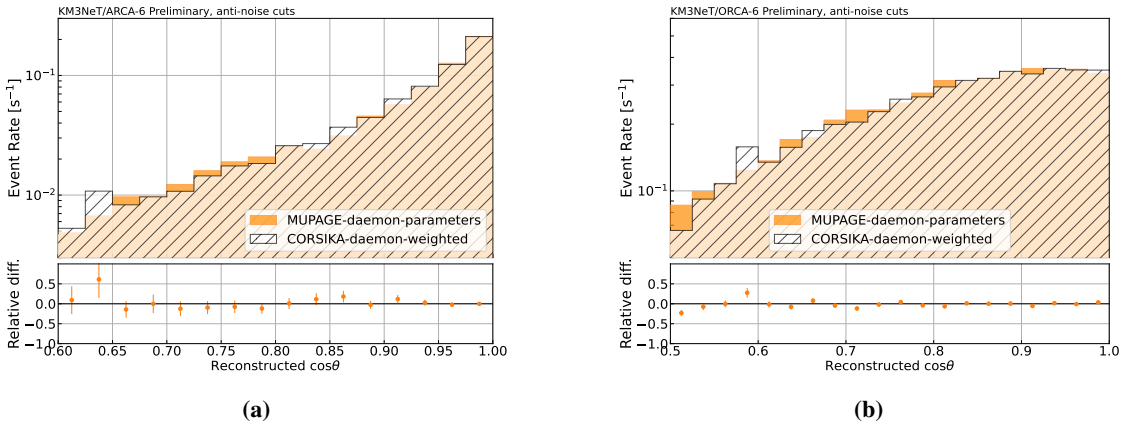 KM3NeT/ARCA-6 Preliminary, anti-noise cuts
Event Rate [s⁻¹]
10⁻¹
10⁻²
MUPAGE-daemon-parameters
CORSIKA-daemon-weighted
Relative diff.
0.5
0.0
−0.5
−1.0
0.60 0.65 0.70 0.75 0.80 0.85 0.90 0.95 1.00
Reconstructed cosθ
(a)
KM3NeT/ORCA-6 Preliminary, anti-noise cuts
Event Rate [s⁻¹]
10⁻¹
MUPAGE-daemon-parameters
CORSIKA-daemon-weighted
Relative diff.
0.5
0.0
−0.5
−1.0
0.5 0.6 0.7 0.8 0.9 1.0
Reconstructed cosθ
(b)